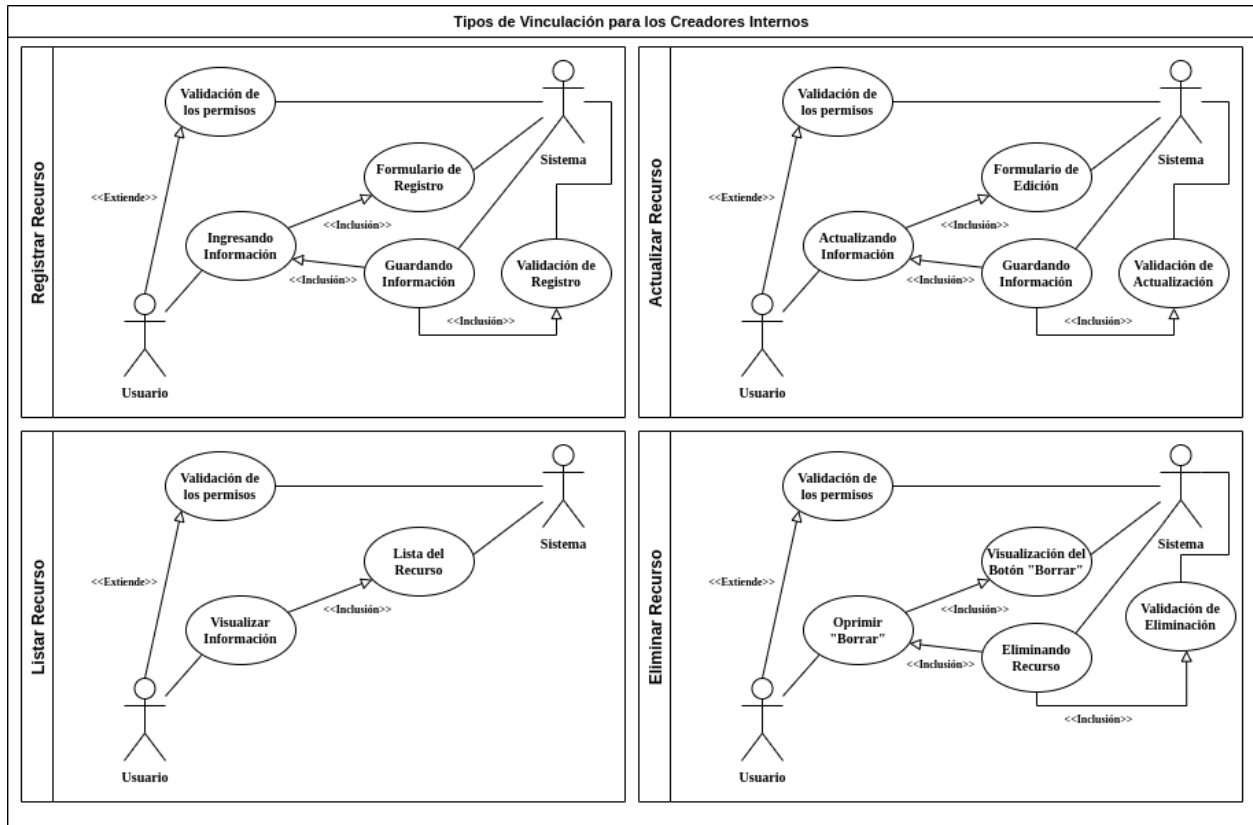 Tipos de Vinculación para los Creadores Internos
Registrar Recurso
Validación de
los permisos
Sistema
Formulario de
Registro
<<Extiende>>
<<Inclusión>>
Ingresando
Información
Guardando
Información
Validación de
Registro
<<Inclusión>>
<<Inclusión>>
Usuario
Actualizar Recurso
Validación de
los permisos
Sistema
Formulario de
Edición
<<Extiende>>
<<Inclusión>>
Actualizando
Información
Guardando
Información
Validación de
Actualización
<<Inclusión>>
<<Inclusión>>
Usuario
Listar Recurso
Validación de
los permisos
Sistema
Lista del
Recurso
<<Extiende>>
<<Inclusión>>
Visualizar
Información
Usuario
Eliminar Recurso
Validación de
los permisos
Sistema
Visualización del
Botón "Borrar"
<<Extiende>>
<<Inclusión>>
Validación de
Eliminación
Oprimir
"Borrar"
Eliminando
Recurso
<<Inclusión>>
<<Inclusión>>
Usuario